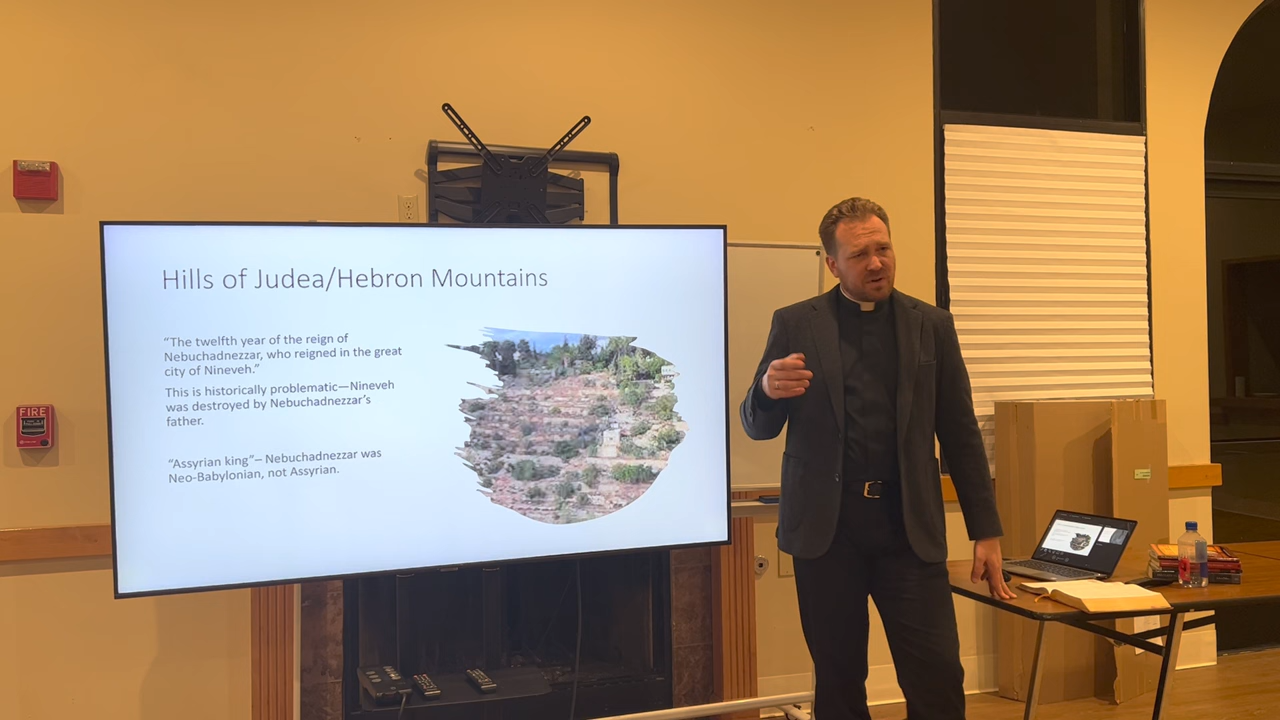 Hills of Judea/Hebron Mountains
“The twelfth year of the reign of
Nebuchadnezzar, who reigned in the great
city of Nineveh.”
This is historically problematic—Nineveh
was destroyed by Nebuchadnezzar’s
father.
“Assyrian king”– Nebuchadnezzar was
Neo-Babylonian, not Assyrian.
FIRE